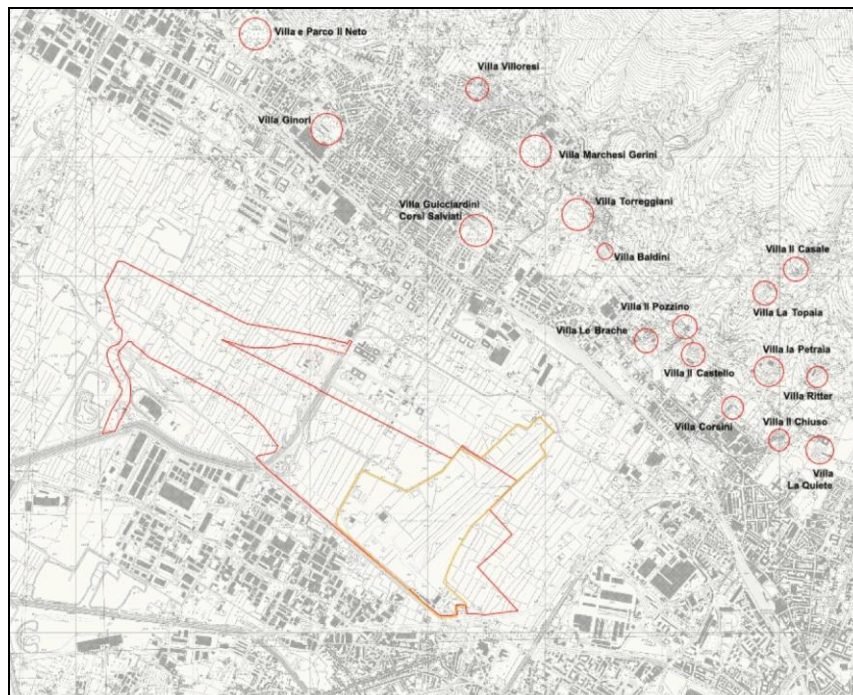 Villa e Parco Il Neto
Villa Villoresi
Villa Ginori
Villa Marchesi Gerini
Villa Guicciardini
Corsi Salviati
Villa Torreggiani
Villa Baldini
Villa Il Casale
Villa La Topaia
Villa Il Pozzino
Villa Le Brache
Villa la Petraia
Villa Il Castello
Villa Ritter
Villa Corsini
Villa Il Chiuso
Villa
La Quiete